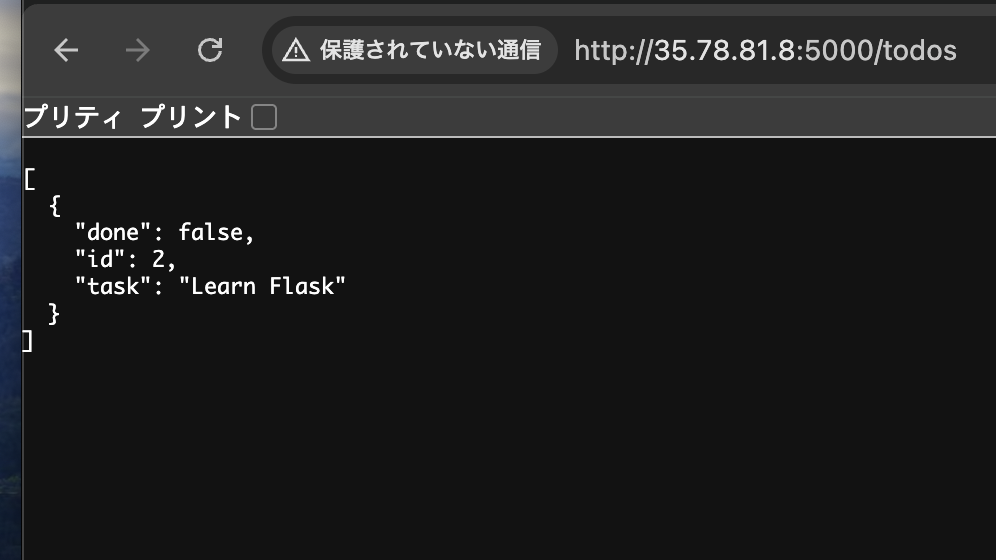 保護されていない通信 http://35.78.81.8:5000/todos
プリティ プリント
[
  {
    "done": false,
    "id": 2,
    "task": "Learn Flask"
  }
]